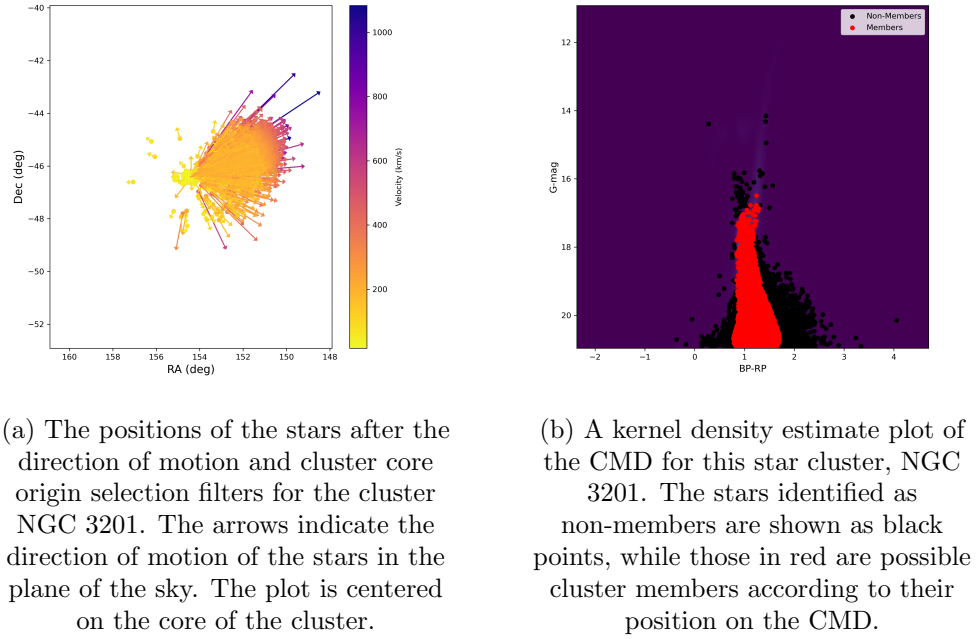 −40
−42
−44
−46
−48
−50
−52
Dec (deg)
160
158
156
154
152
150
148
RA (deg)
1000
800
600
400
200
Velocity (km/s)
12
14
16
18
20
G-mag
−2
−1
0
1
2
3
4
BP-RP
Non-Members
Members
(a) The positions of the stars after the
direction of motion and cluster core
origin selection filters for the cluster
NGC 3201. The arrows indicate the
direction of motion of the stars in the
plane of the sky. The plot is centered
on the core of the cluster.
(b) A kernel density estimate plot of
the CMD for this star cluster, NGC
3201. The stars identified as
non-members are shown as black
points, while those in red are possible
cluster members according to their
position on the CMD.